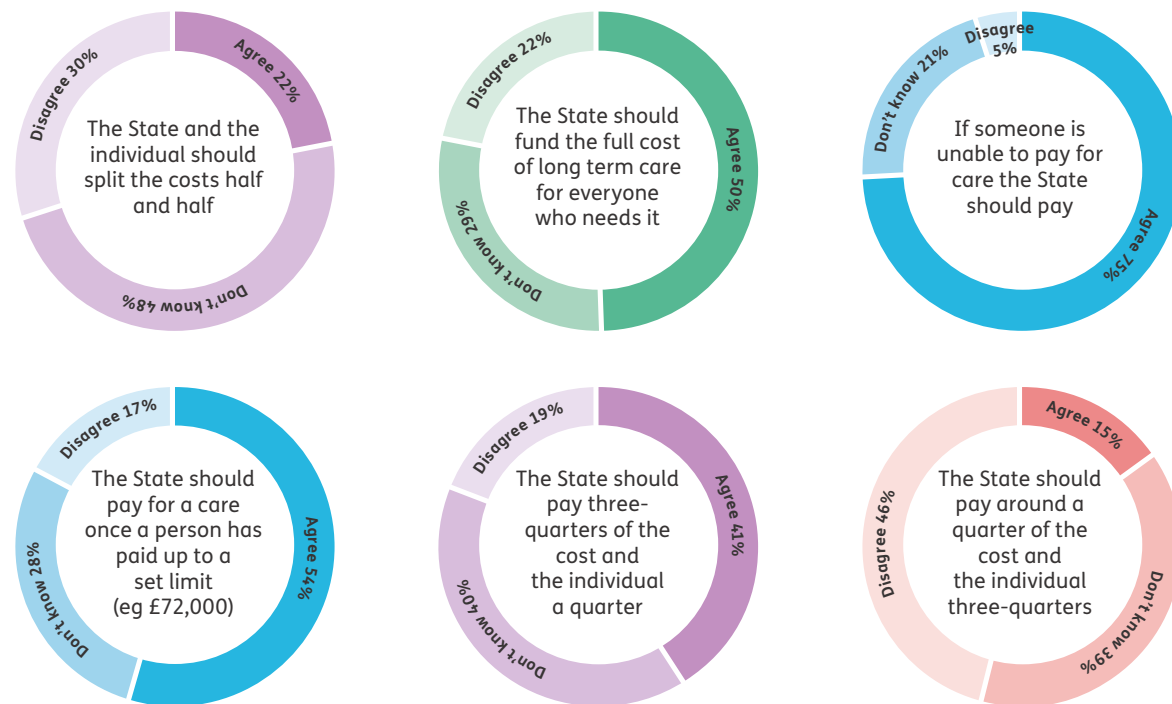 Disagree 30%
Agree 22%
The State and the
individual should
split the costs half
and half
Don't know 48%
Disagree 22%
Agree 50%
The State should
fund the full cost
of long term care
for everyone
who needs it
Don't know 29%
Disagree
5%
Don't know 21%
If someone is
unable to pay for
care the State
should pay
Agree 75%
Disagree 17%
Agree 54%
The State should
pay for a care
once a person has
paid up to a
set limit
(eg £72,000)
Don't know 28%
Disagree 19%
Agree 41%
The State should
pay three-
quarters of the
cost and
the individual
a quarter
Don't know 40%
Agree 15%
Disagree 46%
The State should
pay around a
quarter of the
cost and
the individual
three-quarters
Don't know 39%